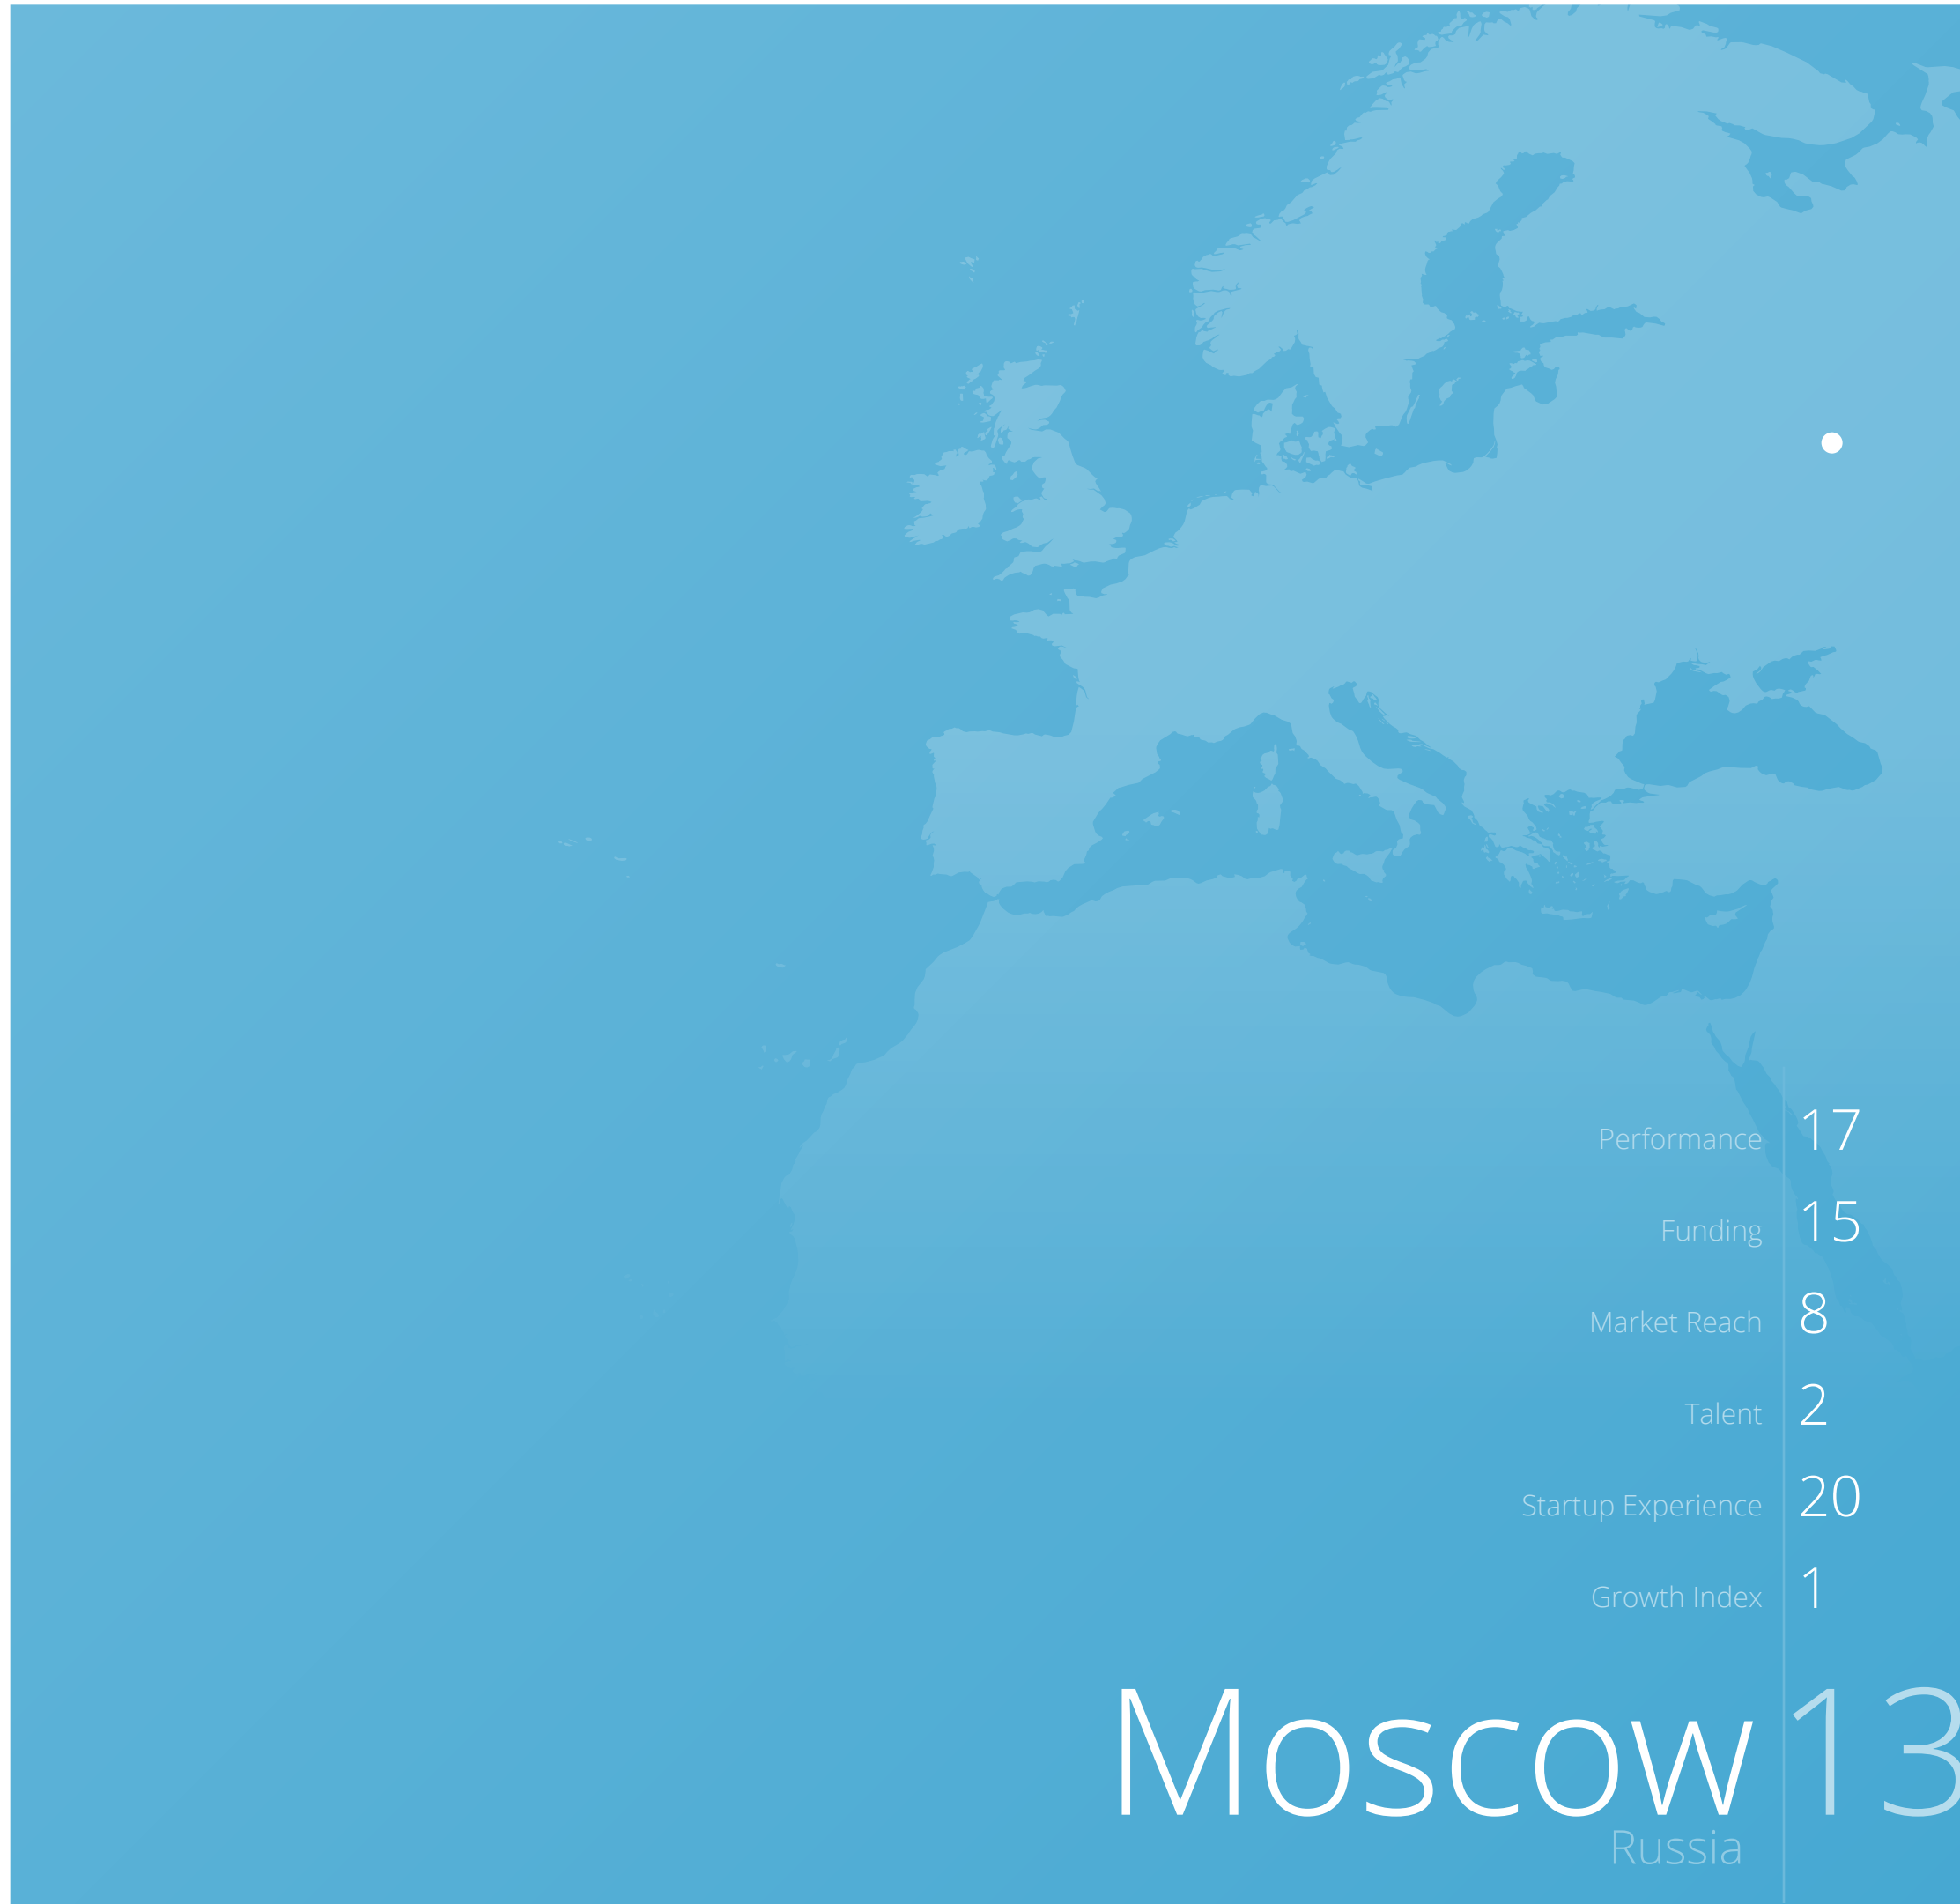 Performance 17
Funding 15
Market Reach 8
Talent 2
Startup Experience 20
Growth Index 1
Moscow 13
Russia